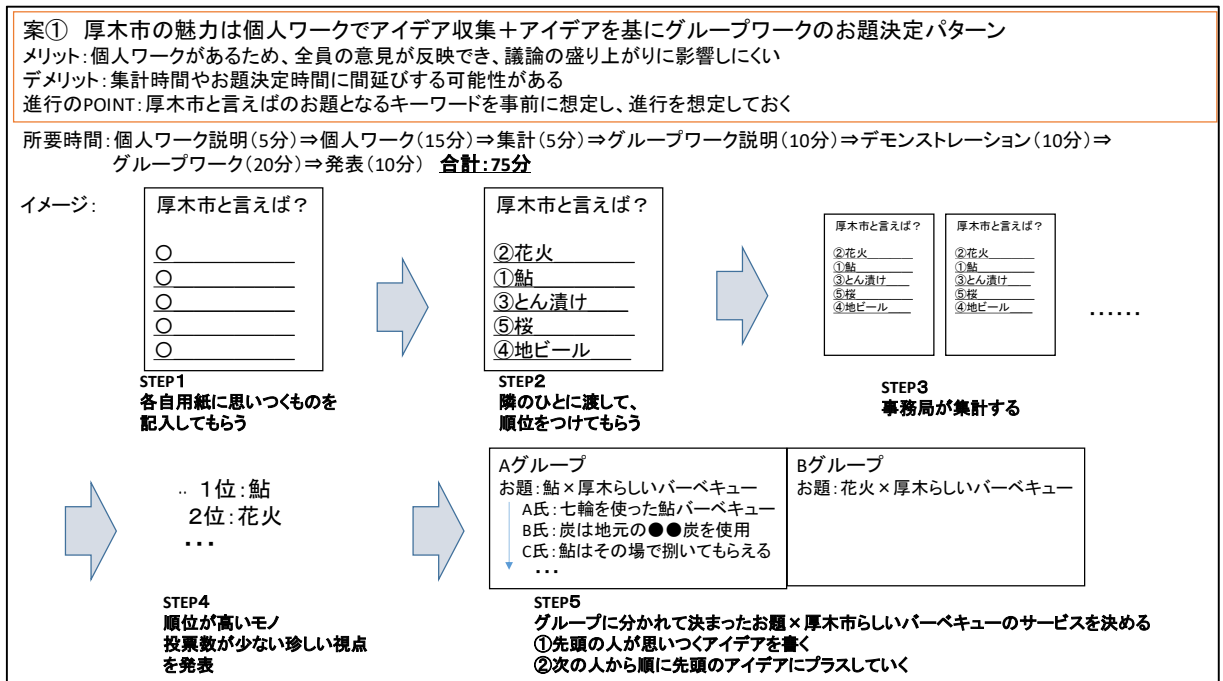 案① 厚木市の魅力は個人ワークでアイデア収集+アイデアを基にグループワークのお題決定パターン
メリット:個人ワークがあるため、全員の意見が反映でき、議論の盛り上がりに影響しにくい
デメリット:集計時間やお題決定時間に間延びする可能性がある
進行のPOINT:厚木市と言えばのお題となるキーワードを事前に想定し、進行を想定しておく
所要時間:個人ワーク説明(5分)⇒個人ワーク(15分)⇒集計(5分)⇒グループワーク説明(10分)⇒デモンストレーション(10分)⇒
グループワーク(20分)⇒発表(10分) 合計:75分
イメージ:
厚木市と言えば?
○
○
○
○
○
STEP1
各自用紙に思いつくものを
記入してもらう
厚木市と言えば?
②花火
①鮎
③とん漬け
⑤桜
④地ビール
STEP2
隣のひとに渡して、
順位をつけてもらう
厚木市と言えば?
②花火
①鮎
③とん漬け
⑤桜
④地ビール
厚木市と言えば?
②花火
①鮎
③とん漬け
⑤桜
④地ビール
……
STEP3
事務局が集計する
‥ 1位:鮎
2位:花火
・・・
STEP4
順位が高いモノ
投票数が少ない珍しい視点
を発表
Aグループ
お題:鮎×厚木らしいバーベキュー
A氏:七輪を使った鮎バーベキュー
B氏:炭は地元の●●炭を使用
C氏:鮎はその場で捌いてもらえる
・・・
Bグループ
お題:花火×厚木らしいバーベキュー
STEP5
グループに分かれて決まったお題×厚木市らしいバーベキューのサービスを決める
①先頭の人が思いつくアイデアを書く
②次の人から順に先頭のアイデアにプラスしていく